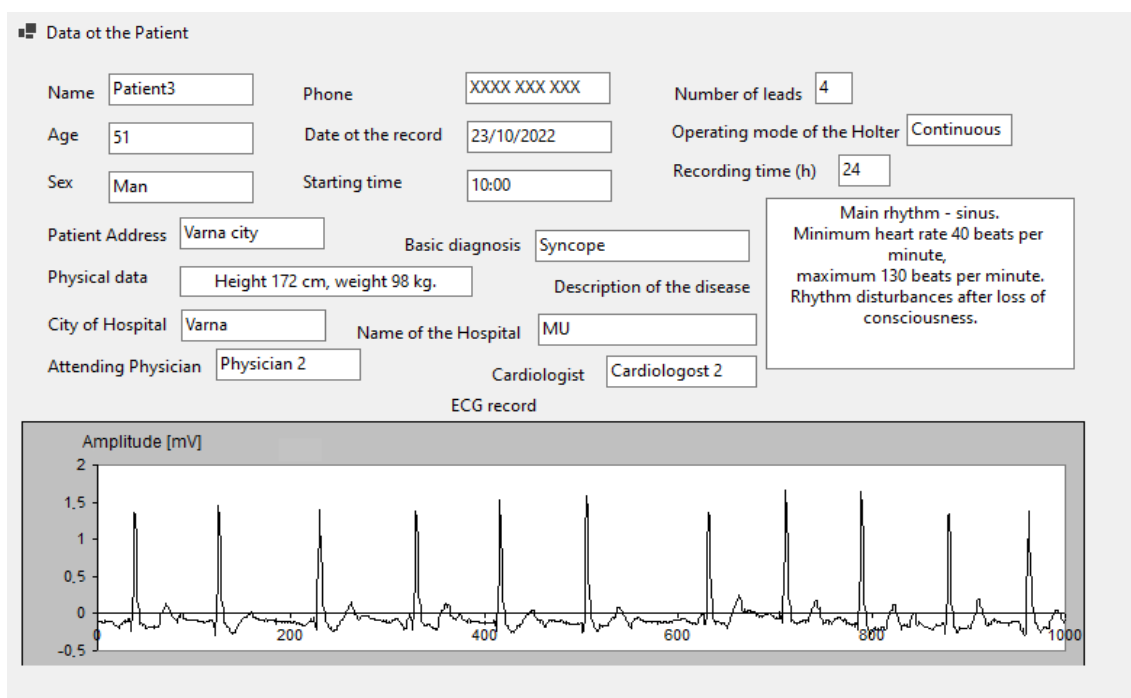 Data ot the Patient
Name Patient3 Phone XXXX XXX XXX Number of leads 4
Age 51 Date ot the record 23/10/2022 Operating mode of the Holter Continuous
Sex Man Starting time 10:00 Recording time (h) 24
Patient Address Varna city Basic diagnosis Syncope
Physical data Height 172 cm, weight 98 kg. Description of the disease
Main rhythm - sinus.
Minimum heart rate 40 beats per
minute,
maximum 130 beats per minute.
Rhythm disturbances after loss of
consciousness.
City of Hospital Varna Name of the Hospital MU
Attending Physician Physician 2 Cardiologist Cardiologost 2
ECG record
Amplitude [mV]
2
1,5
1
0,5
0
-0,5
0 200 400 600 800 1000